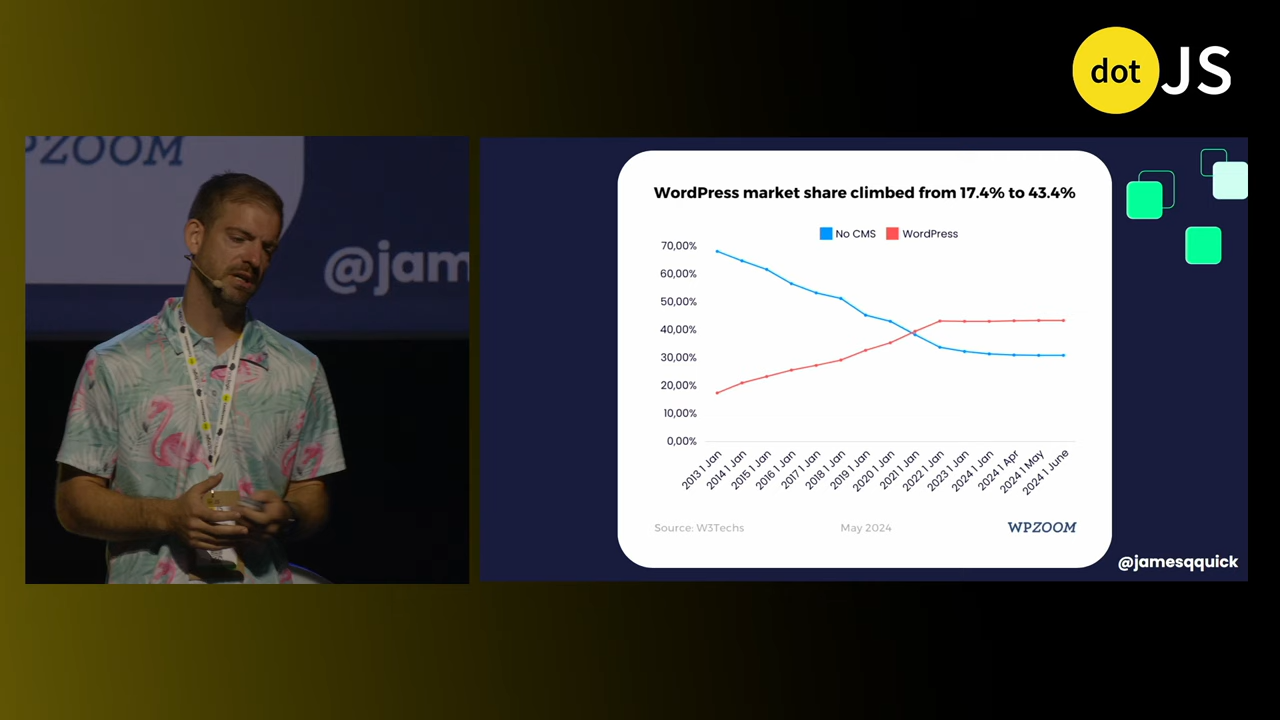 dot JS
PZOOM
@jam
WordPress market share climbed from 17.4% to 43.4%
No CMS WordPress
70,00%
60,00%
50,00%
40,00%
30,00%
20,00%
10,00%
0,00%
2013 1 Jan
2014 1 Jan
2015 1 Jan
2016 1 Jan
2017 1 Jan
2018 1 Jan
2019 1 Jan
2020 1 Jan
2021 1 Jan
2022 1 Jan
2023 1 Jan
2024 1 Jan
2024 1 Apr
2024 1 May
2024 1 June
Source: W3Techs May 2024 WPZOOM
@jamesqquick